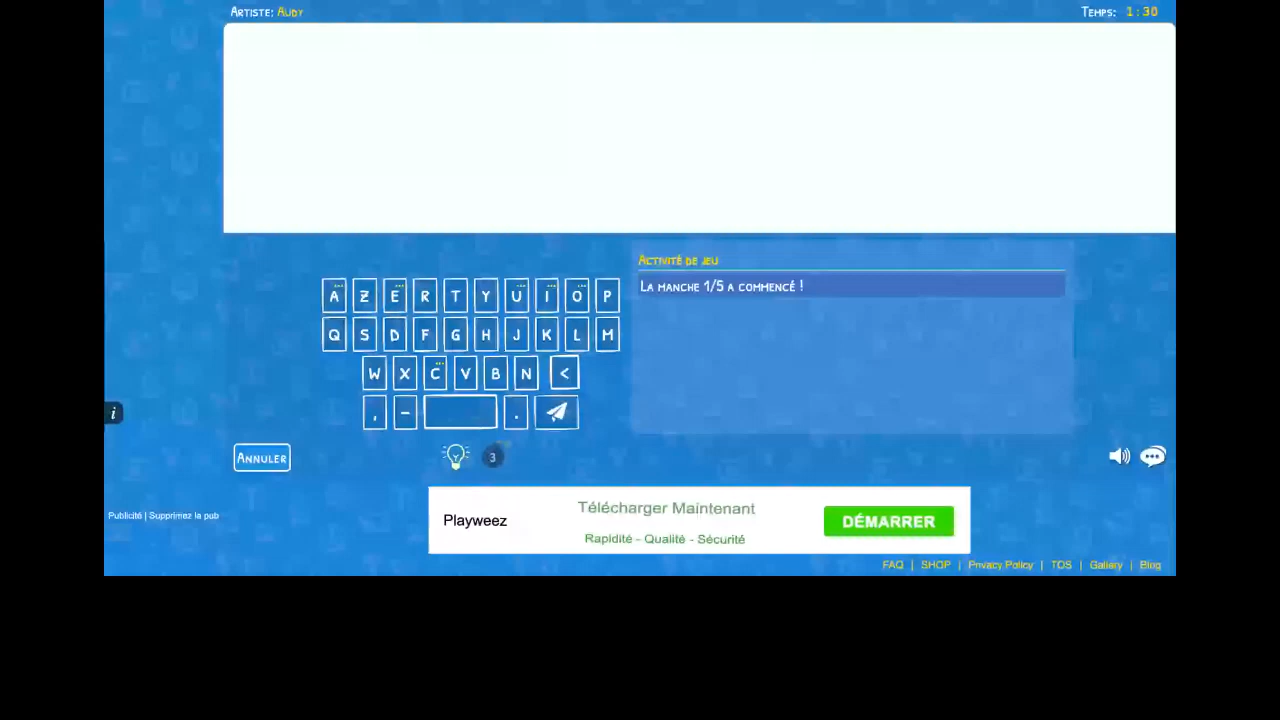 Artiste: Audy
Temps: 1:30
Activité de jeu
La manche 1/5 a commencé !
A Z E R T Y U I O P
Q S D F G H J K L M
W X C V B N <
, - .
i
Annuler
3
Publicité | Supprimez la pub
Playweez
Télécharger Maintenant
Rapidité - Qualité - Sécurité
DÉMARRER
FAQ | SHOP | Privacy Policy | TOS | Gallery | Blog